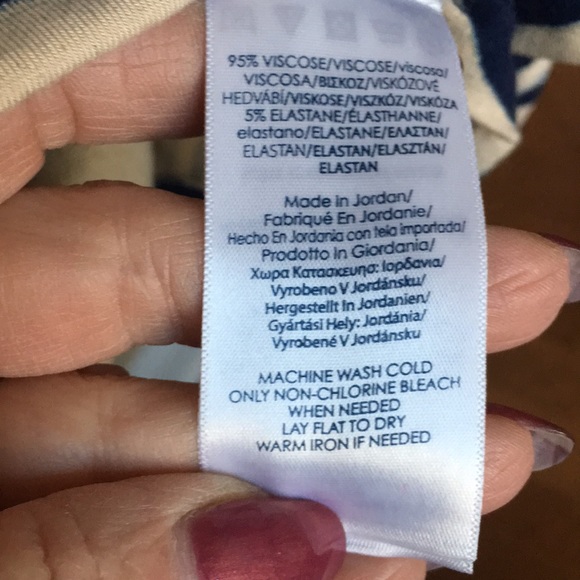 95% VISCOSE/VISCOSE/viscosa/
VISCOSA/ΒΙΣΚΟΖ/VISKÓZOVÉ
HEDVÁBÍ/VISKOSE/VISZKÓZ/VISKÓZA
5% ELASTANE/ÉLASTHANNE/
elastano/ELASTANE/ΕΛΑΣΤΑΝ/
ELASTAN/ELASTAN/ELASZTÁN/
ELASTAN
Made In Jordan/
Fabriqué En Jordanie/
Hecho En Jordania con tela importada/
Prodotto In Giordania/
Χωρα Κατασκευησ: Ιορδανια/
Vyrobeno V Jordánsku/
Hergestellt In Jordanien/
Gyártási Hely: Jordánia/
Vyrobené V Jordánsku
MACHINE WASH COLD
ONLY NON-CHLORINE BLEACH
WHEN NEEDED
LAY FLAT TO DRY
WARM IRON IF NEEDED